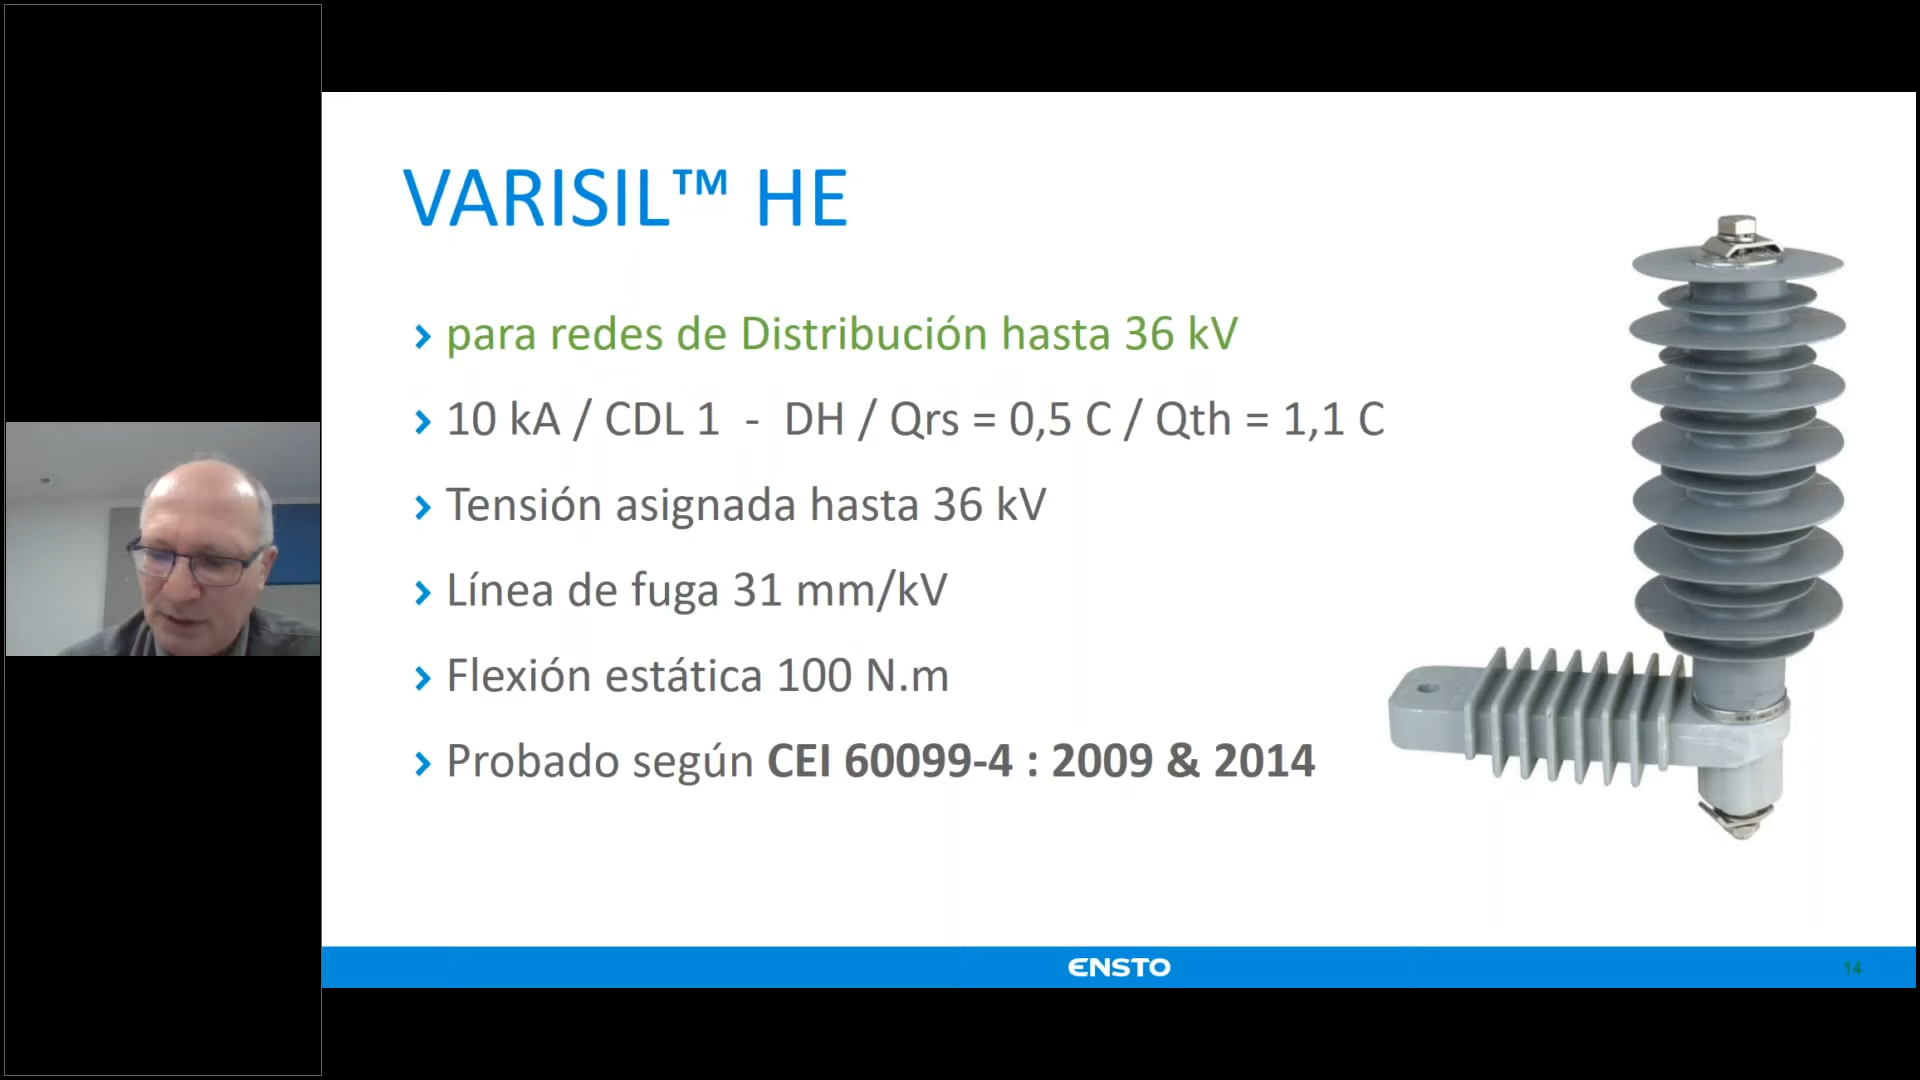 VARISIL™ HE
para redes de Distribución hasta 36 kV
10 kA / CDL 1 - DH / Qrs = 0,5 C / Qth = 1,1 C
Tensión asignada hasta 36 kV
Línea de fuga 31 mm/kV
Flexión estática 100 N.m
Probado según CEI 60099-4 : 2009 & 2014
ENSTO
14